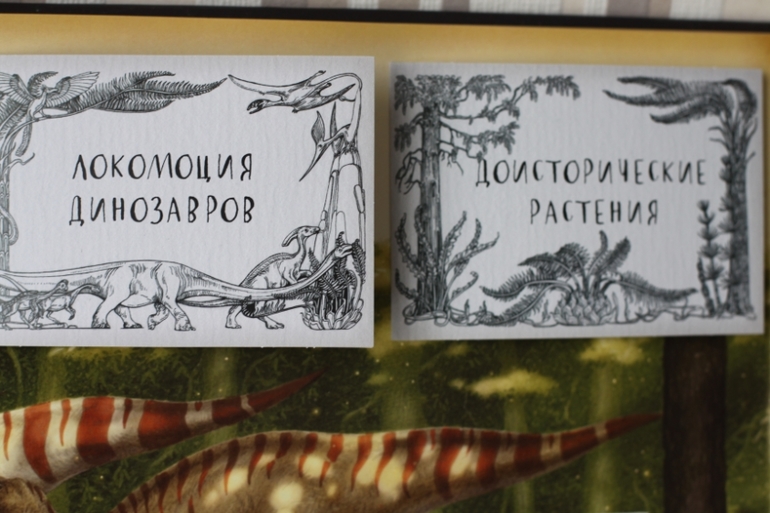 ЛОКОМОЦИЯ
ДИНОЗАВРОВ
ДОИСТОРИЧЕСКИЕ
РАСТЕНИЯ